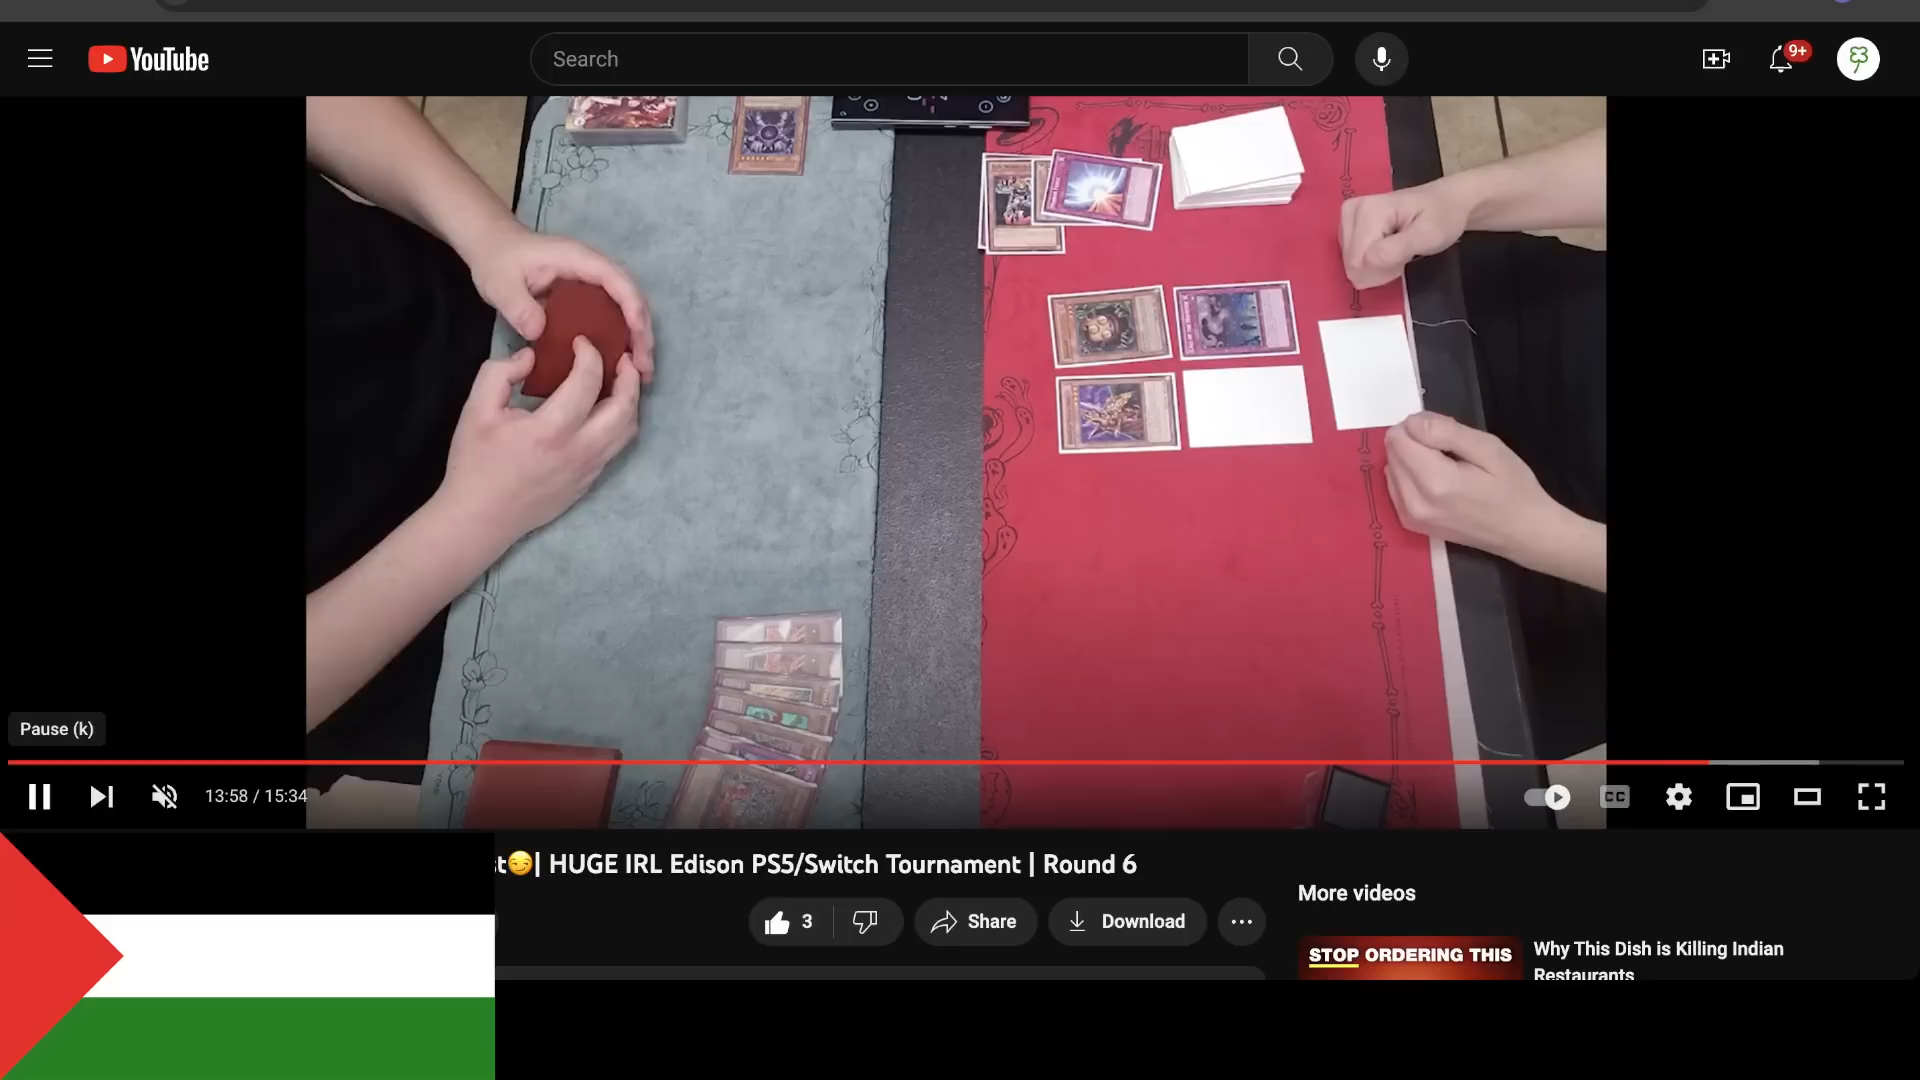 YouTube
Search
9+
Pause (k)
13:58 / 15:34
CC
t😏| HUGE IRL Edison PS5/Switch Tournament | Round 6
3
Share
Download
More videos
STOP ORDERING THIS
Why This Dish is Killing Indian
Restaurants